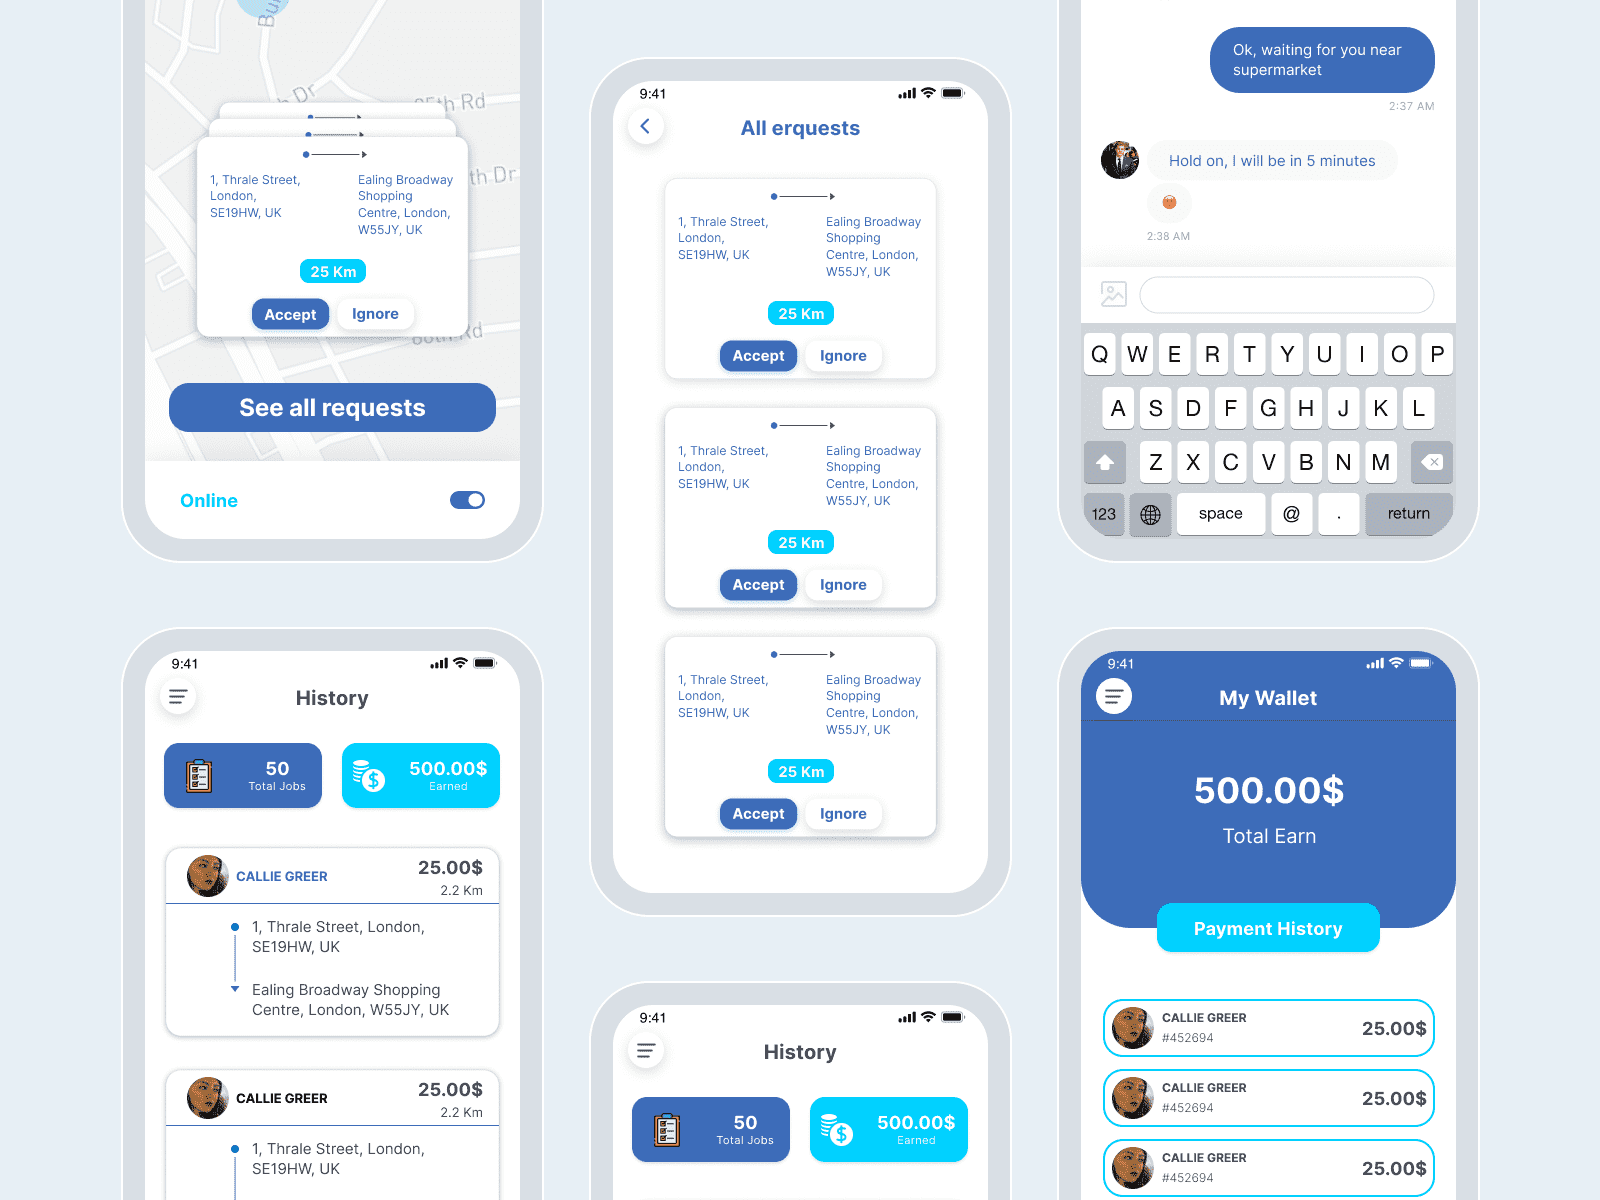 Bu
Dr
85th Rd
th Dr
1, Thrale Street,
London,
SE19HW, UK
Ealing Broadway
Shopping
Centre, London,
W55JY, UK
25 Km
Accept
Ignore
86th Rd
See all requests
Online
9:41
All erquests
1, Thrale Street,
London,
SE19HW, UK
Ealing Broadway
Shopping
Centre, London,
W55JY, UK
25 Km
Accept
Ignore
1, Thrale Street,
London,
SE19HW, UK
Ealing Broadway
Shopping
Centre, London,
W55JY, UK
25 Km
Accept
Ignore
1, Thrale Street,
London,
SE19HW, UK
Ealing Broadway
Shopping
Centre, London,
W55JY, UK
25 Km
Accept
Ignore
Ok, waiting for you near
supermarket
2:37 AM
Hold on, I will be in 5 minutes
2:38 AM
Q W E R T Y U I O P
A S D F G H J K L
Z X C V B N M
123 space @ . return
9:41
History
50
Total Jobs
500.00$
Earned
CALLIE GREER
25.00$
2.2 Km
1, Thrale Street, London,
SE19HW, UK
Ealing Broadway Shopping
Centre, London, W55JY, UK
CALLIE GREER
25.00$
2.2 Km
1, Thrale Street, London,
SE19HW, UK
9:41
History
50
Total Jobs
500.00$
Earned
9:41
My Wallet
500.00$
Total Earn
Payment History
CALLIE GREER
#452694
25.00$
CALLIE GREER
#452694
25.00$
CALLIE GREER
#452694
25.00$